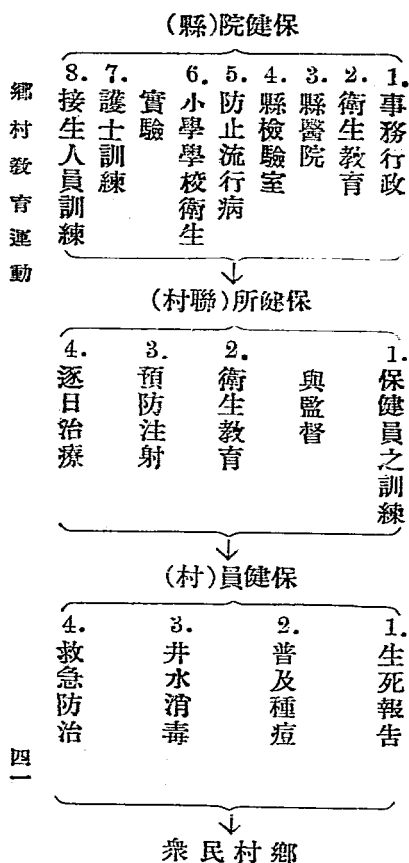 保健院(縣)
1.事務行政
2.衛生教育
3.縣醫院
4.縣檢驗室
5.防止流行病
6.小學學校衛生
實驗
7.護士訓練
8.接生人員訓練
保健所(聯村)
1.保健員之訓練
與監督
2.衛生教育
3.預防注射
4.逐日治療
保健員(村)
1.生死報告
2.普及種痘
3.井水消毒
4.救急防治
鄉村民衆
鄉村教育運動
四一